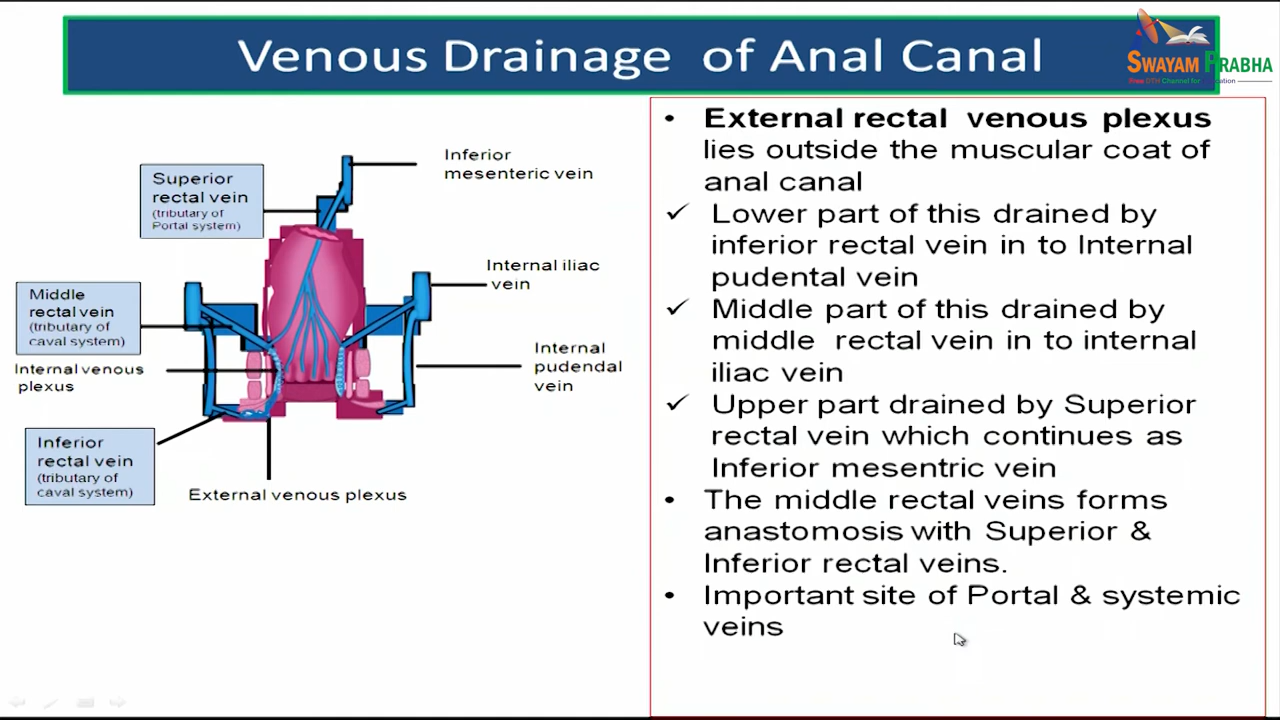 Venous Drainage of Anal Canal
SWAYAM PRABHA
Free DTH Channel for Education
Superior
rectal vein
(tributary of
Portal system)
Inferior
mesenteric vein
Internal iliac
vein
Middle
rectal vein
(tributary of
caval system)
Internal venous
plexus
Internal
pudendal
vein
Inferior
rectal vein
(tributary of
caval system)
External venous plexus
• External rectal venous plexus
lies outside the muscular coat of
anal canal
✓ Lower part of this drained by
inferior rectal vein in to Internal
pudental vein
✓ Middle part of this drained by
middle rectal vein in to internal
iliac vein
✓ Upper part drained by Superior
rectal vein which continues as
Inferior mesentric vein
• The middle rectal veins forms
anastomosis with Superior &
Inferior rectal veins.
• Important site of Portal & systemic
veins